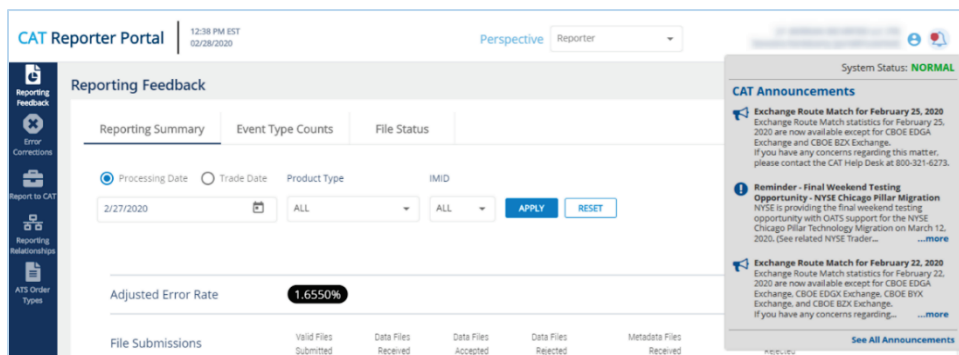 CAT Reporter Portal
12:38 PM EST
02/28/2020
Perspective
Reporter
System Status: NORMAL
CAT Announcements
Exchange Route Match for February 25, 2020
Exchange Route Match statistics for February 25,
2020 are now available except for CBOE EDGA
Exchange and CBOE BZX Exchange.
If you have any concerns regarding this matter,
please contact the CAT Help Desk at 800-321-6273.
Reminder - Final Weekend Testing
Opportunity - NYSE Chicago Pillar Migration
NYSE is providing the final weekend testing
opportunity with OATS support for the NYSE
Chicago Pillar Technology Migration on March 12,
2020. (See related NYSE Trader... ...more
Exchange Route Match for February 22, 2020
Exchange Route Match statistics for February 22,
2020 are now available except for CBOE EDGA
Exchange, CBOE EDGX Exchange, CBOE BYX
Exchange, and CBOE BZX Exchange.
If you have any concerns regarding... ...more
See All Announcements
Reporting
Feedback
Error
Corrections
Report to CAT
Reporting
Relationships
ATS Order
Types
Reporting Feedback
Reporting Summary
Event Type Counts
File Status
Processing Date
Trade Date
Product Type
IMID
2/27/2020
ALL
ALL
APPLY
RESET
Adjusted Error Rate
1.6550%
File Submissions
Valid Files
Submitted
Data Files
Received
Data Files
Accepted
Data Files
Rejected
Metadata Files
Received
Rejected